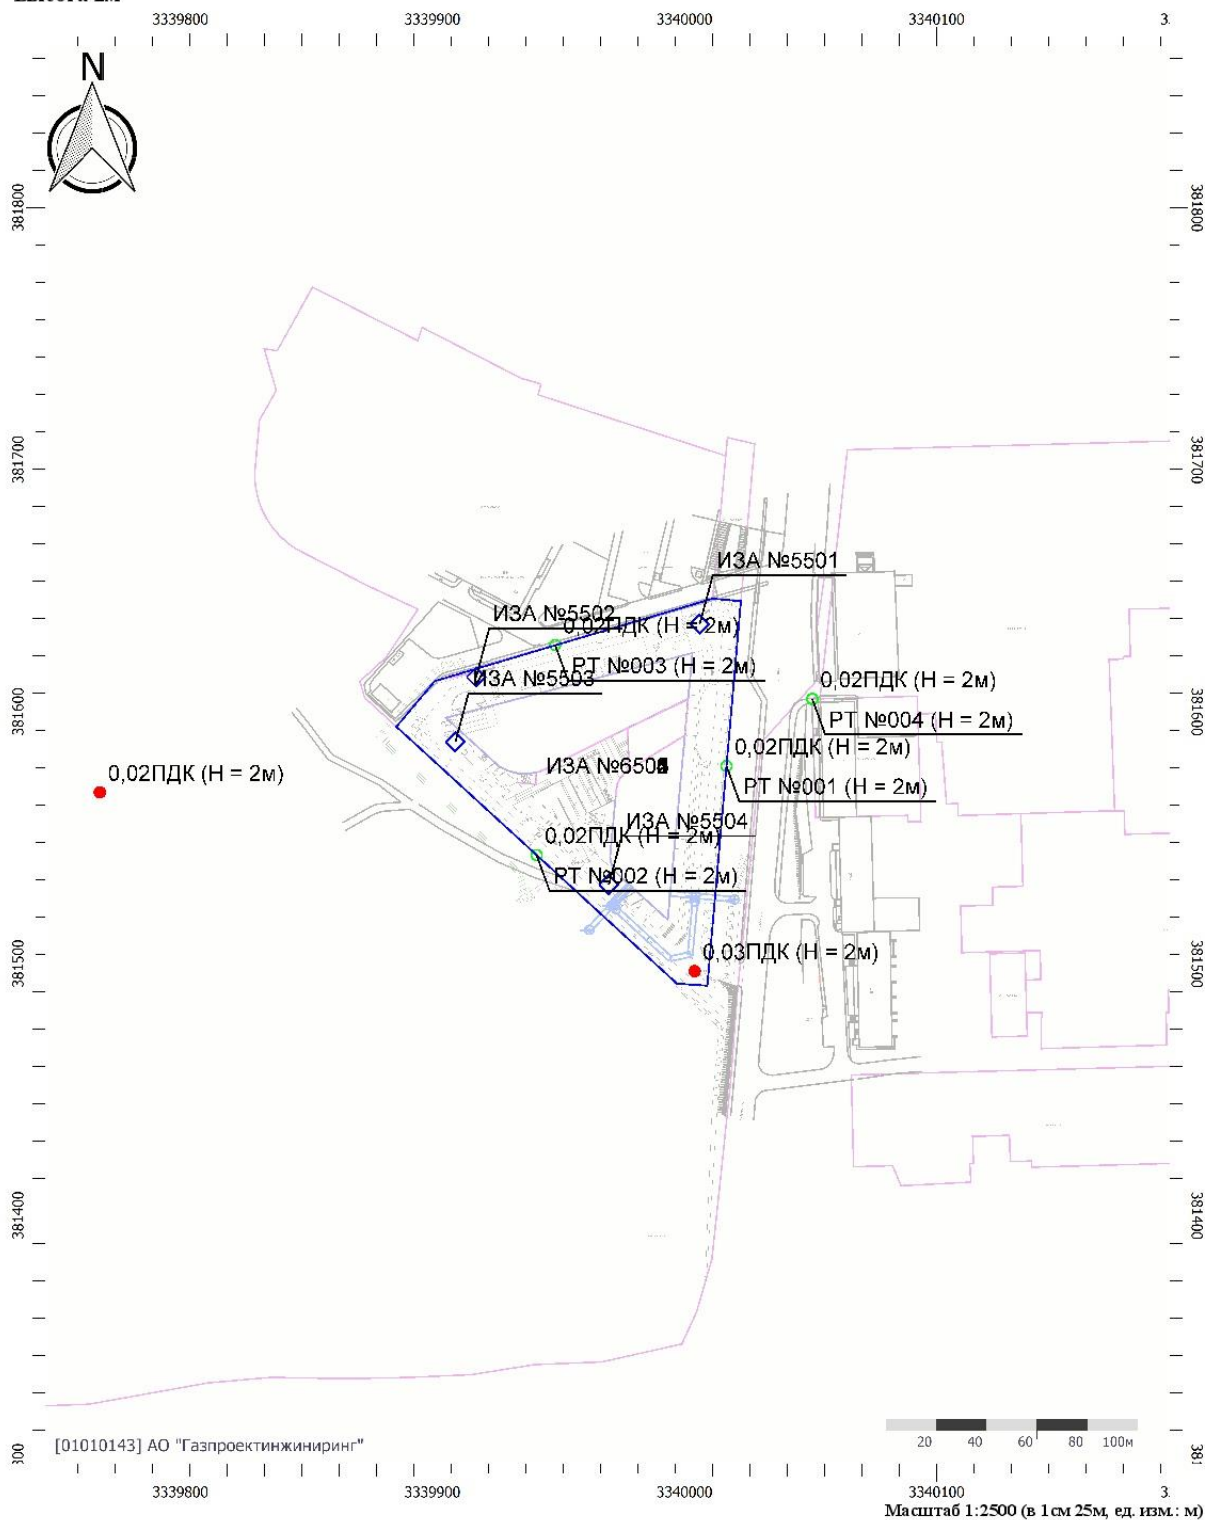 3339800 3339900 3340000 3340100 3.
N
381800 381800
381700 381700
ИЗА №5501
ИЗА №5502
0,02ПДК (H = 2м)
РТ №003 (H = 2м)
ИЗА №5503
0,02ПДК (H = 2м)
381600 381600
РТ №004 (H = 2м)
0,02ПДК (H = 2м)
ИЗА №650
0,02ПДК (H = 2м)
РТ №001 (H = 2м)
ИЗА №5504
0,02ПДК (H = 2м)
РТ №002 (H = 2м)
0,03ПДК (H = 2м)
381500 381500
381400 381400
[01010143] АО "Газпроектинжиниринг"
20 40 60 80 100м
3339800 3339900 3340000 3340100 3.
Масштаб 1:2500 (в 1см 25м, ед. изм.: м)